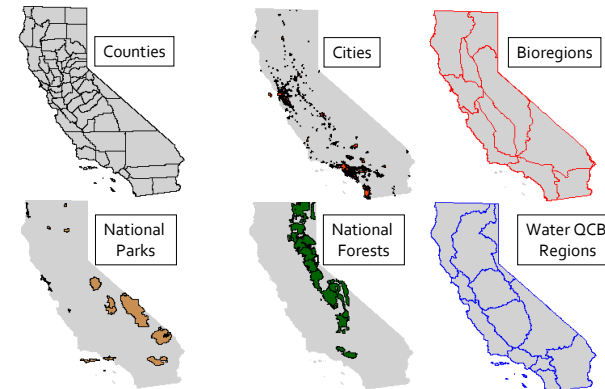 Counties
Cities
Bioregions
National
Parks
National
Forests
Water QCB
Regions